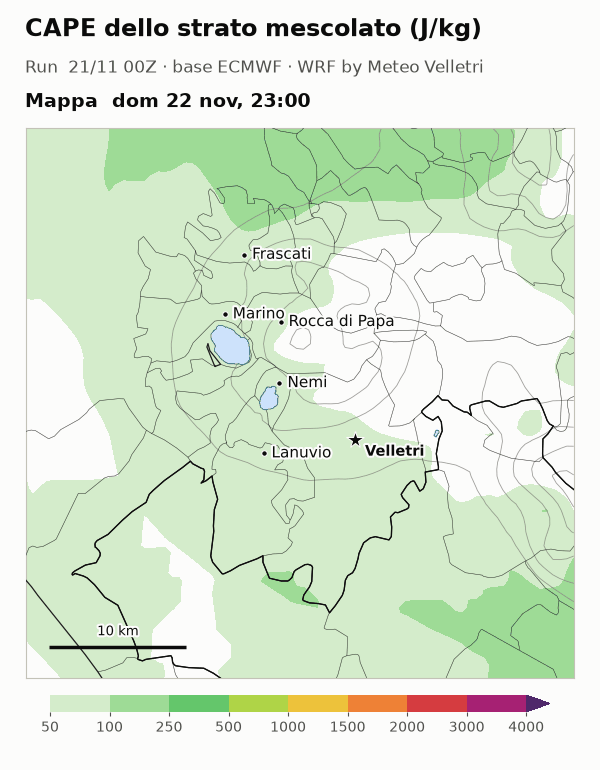 CAPE dello strato mescolato (J/kg)
Run 21/11 00Z · base ECMWF · WRF by Meteo Velletri
Mappa dom 22 nov, 23:00
Frascati
Marino
Rocca di Papa
Nemi
Velletri
Lanuvio
10 km
50 100 250 500 1000 1500 2000 3000 4000